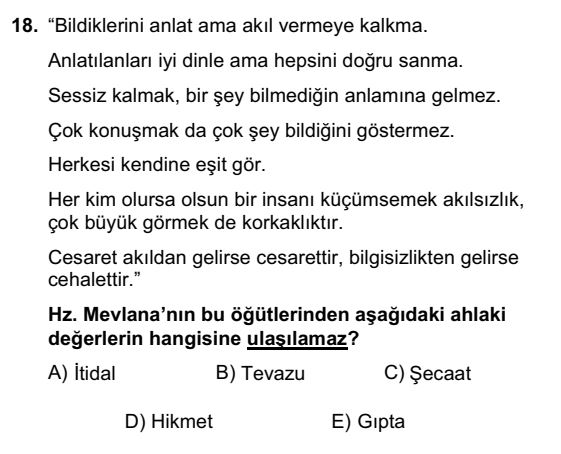 18. “Bildiklerini anlat ama akıl vermeye kalkma.
Anlatılanları iyi dinle ama hepsini doğru sanma.
Sessiz kalmak, bir şey bilmediğin anlamına gelmez.
Çok konuşmak da çok şey bildiğini göstermez.
Herkesi kendine eşit gör.
Her kim olursa olsun bir insanı küçümsemek akılsızlık,
çok büyük görmek de korkaklıktır.
Cesaret akıldan gelirse cesarettir, bilgisizlikten gelirse
cehalettir.”
Hz. Mevlana’nın bu öğütlerinden aşağıdaki ahlaki
değerlerin hangisine ulaşılamaz?
A) İtidal B) Tevazu C) Şecaat
D) Hikmet E) Gıpta